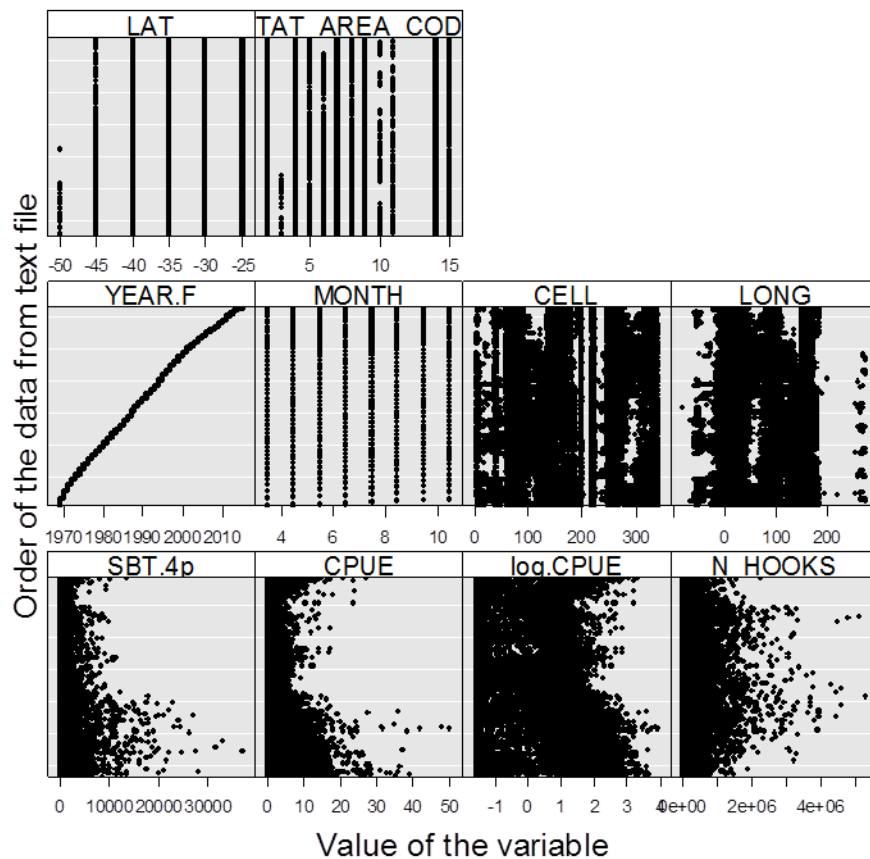 LAT TAT AREA COD
-50 -45 -40 -35 -30 -25 5 10 15
YEAR.F MONTH CELL LONG
1970 1980 1990 2000 2010 4 6 8 10 0 100 200 300 0 200
SBT.4p CPUE log.CPUE N HOOKS
0 10000 20000 30000 0 10 20 30 40 50 -1 0 1 2 3 4 0e+00 2e+06 4e+06
Order of the data from text file
Value of the variable